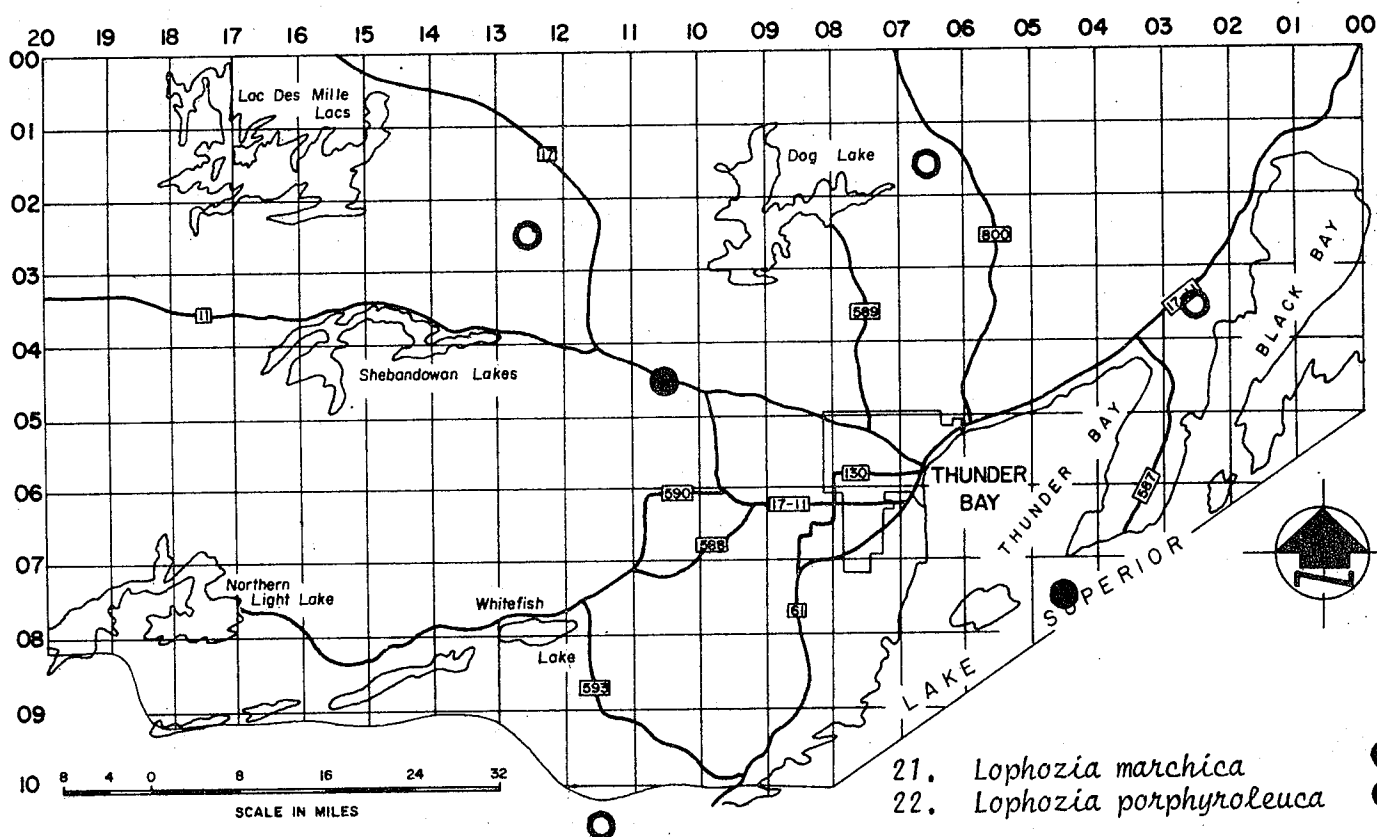 20 19 18 17 16 15 14 13 12 11 10 09 08 07 06 05 04 03 02 01 00
00
Lac Des Mille
Lacs
01
17
Dog Lake
02
800
BLACK BAY
03
17-11
11
589
04
Shebandowan Lakes
05
THUNDER BAY
130
THUNDER
BAY
587
06
590
17-11
588
07
Northern
Light Lake
Whitefish
61
N
08
Lake
LAKE SUPERIOR
593
09
10
8 4 0 8 16 24 32
SCALE IN MILES
21. Lophozia marchica
22. Lophozia porphyroleuca